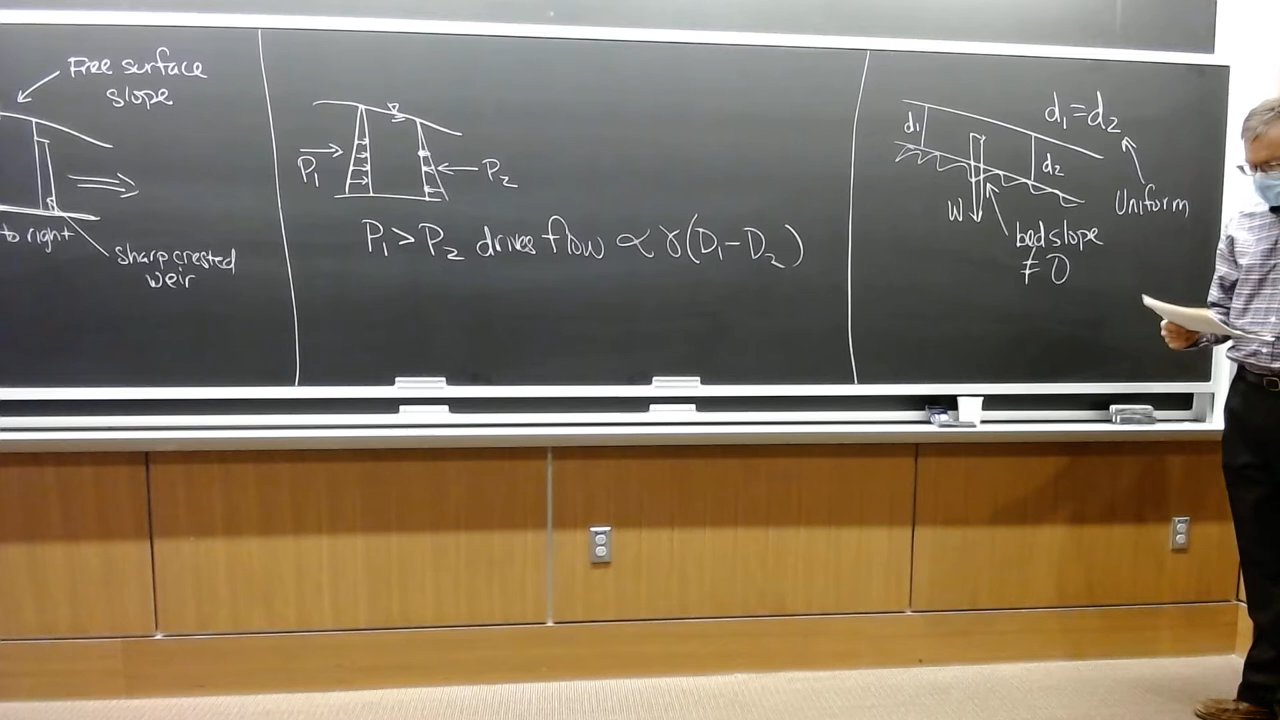 Free surface
slope
to right
sharp crested
weir
P₁
P₂
P₁ > P₂ drives flow ∝ γ(D₁-D₂)
d₁
d₂
W
bed slope
≠ 0
d₁=d₂
Uniform